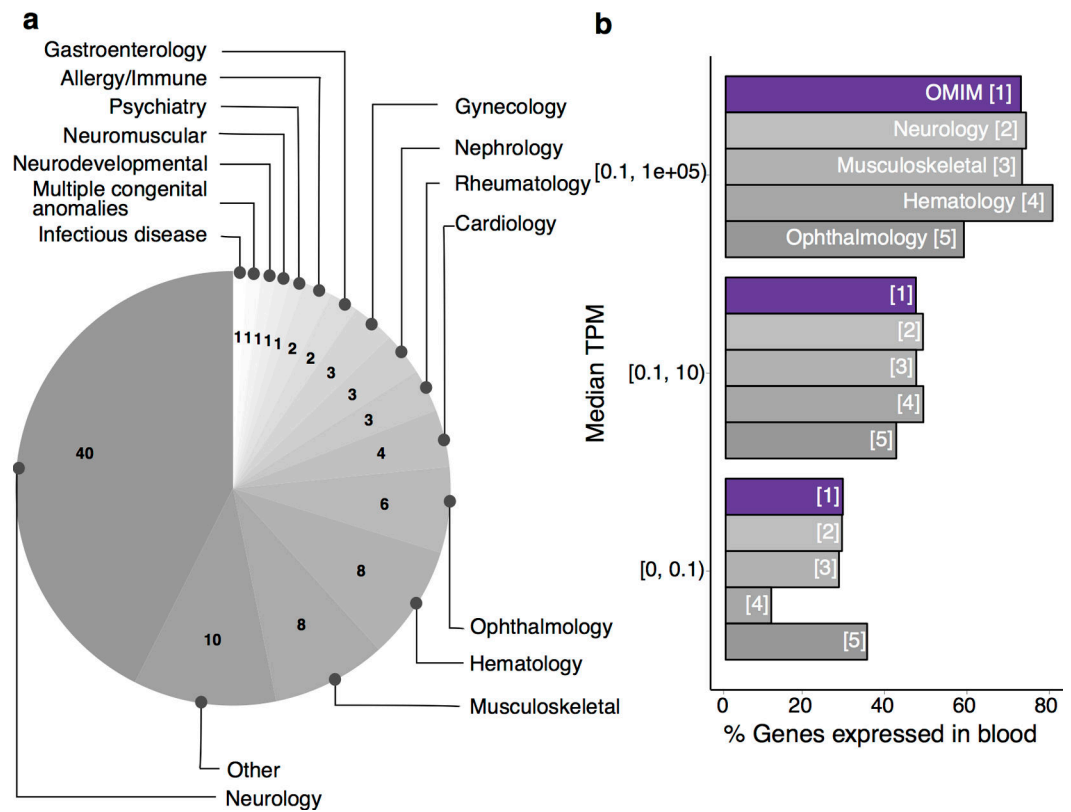 a
Gastroenterology
Allergy/Immune
Psychiatry
Neuromuscular
Neurodevelopmental
Multiple congenital
anomalies
Infectious disease
Gynecology
Nephrology
Rheumatology
Cardiology
1 1 1 1 1 2 2 3 3 3 4 6 8 8 10 40
Ophthalmology
Hematology
Musculoskeletal
Other
Neurology
b
Median TPM
[0.1, 1e+05)
OMIM [1]
Neurology [2]
Musculoskeletal [3]
Hematology [4]
Ophthalmology [5]
[0.1, 10)
[1]
[2]
[3]
[4]
[5]
[0, 0.1)
[1]
[2]
[3]
[4]
[5]
0 20 40 60 80
% Genes expressed in blood